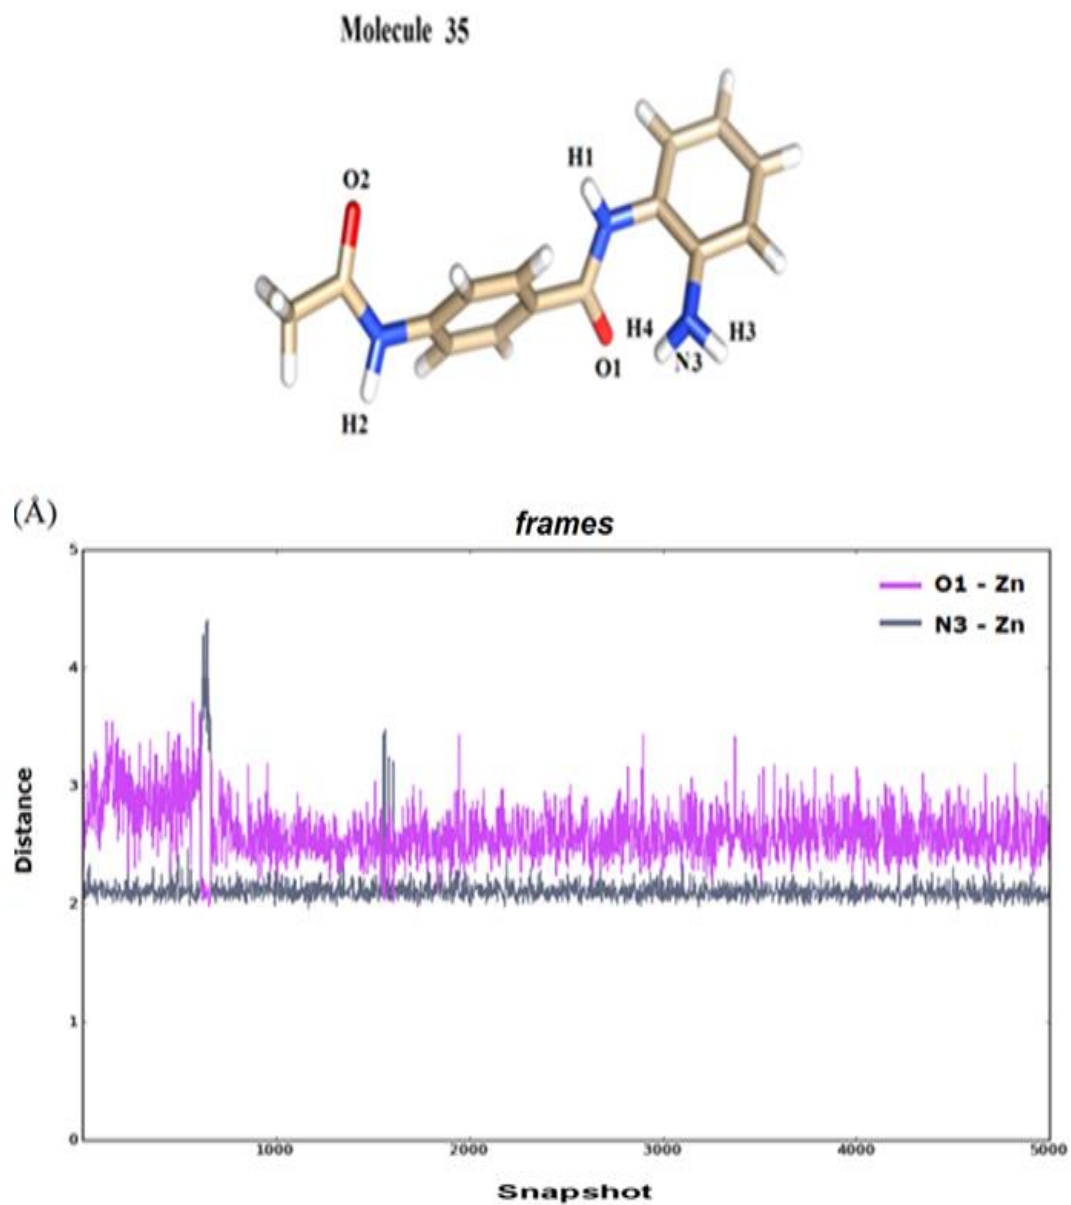 Molecule 35
H1
O2
H4
H3
N3
O1
H2
(Å)
frames
5
O1 - Zn
N3 - Zn
4
3
Distance
2
1
0
1000
2000
3000
4000
5000
Snapshot